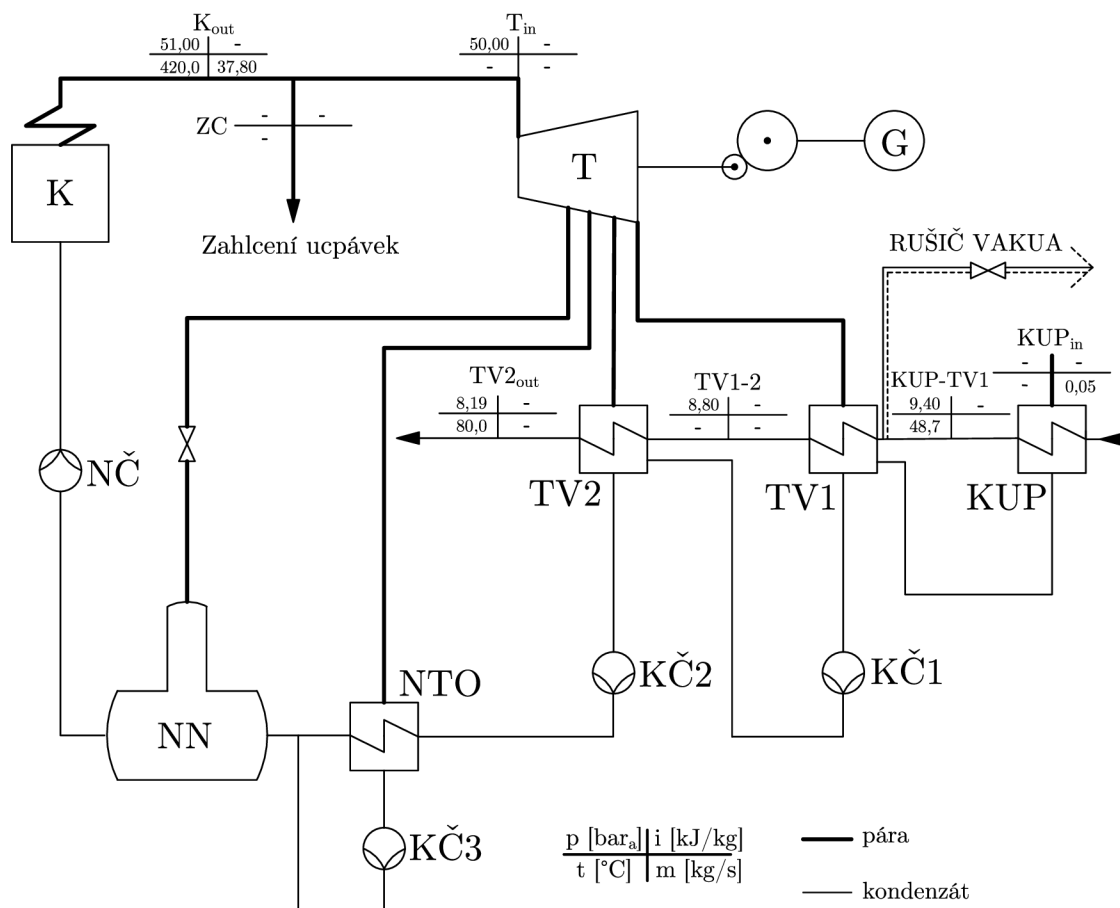 K_out
51,00 -
420,0 37,80
T_in
50,00 -
- -
ZC
- -
-
K
T
G
Zahlcení ucpávek
RUŠIČ VAKUA
KUP_in
- -
- 0,05
TV2_out
8,19 -
80,0 -
TV1-2
8,80 -
- -
KUP-TV1
9,40 -
48,7
NČ
TV2
TV1
KUP
NTO
KČ2
KČ1
NN
KČ3
p [bar_a] i [kJ/kg]
t [°C] m [kg/s]
pára
kondenzát